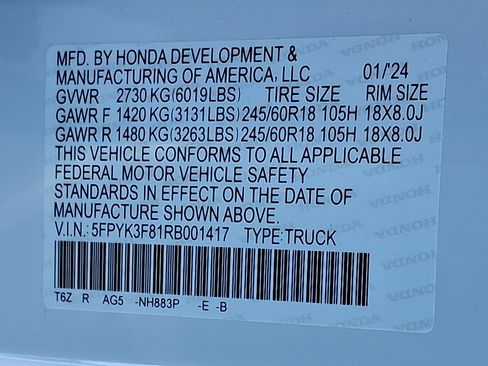 MFD. BY HONDA DEVELOPMENT &
MANUFACTURING OF AMERICA, LLC 01/'24
GVWR 2730 KG(6019LBS) TIRE SIZE RIM SIZE
GAWR F 1420 KG(3131LBS) 245/60R18 105H 18X8.0J
GAWR R 1480 KG(3263LBS) 245/60R18 105H 18X8.0J
THIS VEHICLE CONFORMS TO ALL APPLICABLE
FEDERAL MOTOR VEHICLE SAFETY
STANDARDS IN EFFECT ON THE DATE OF
MANUFACTURE SHOWN ABOVE.
V.I.N.: 5FPYK3F81RB001417 TYPE:TRUCK
T6Z R AG5 -NH883P -E -B